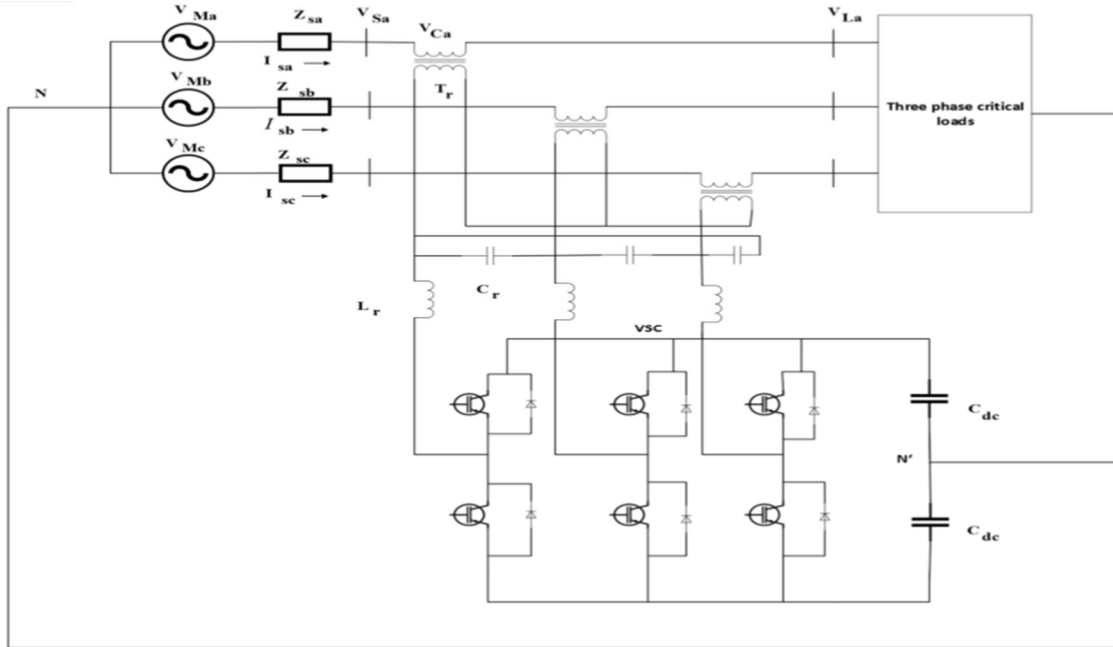 V Ma
Z sa
V Sa
V Ca
V La
I sa
T r
N
V Mb
Z sb
I sb
Three phase critical
loads
V Mc
Z sc
I sc
L r
C r
VSC
C dc
N'
C dc